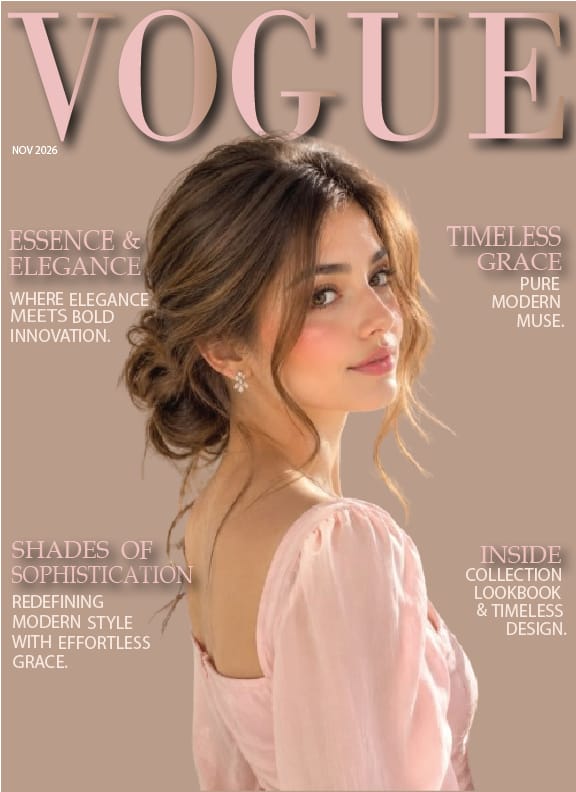 VOGUE
NOV 2026
ESSENCE &
ELEGANCE
WHERE ELEGANCE
MEETS BOLD
INNOVATION.
TIMELESS
GRACE
PURE
MODERN
MUSE.
SHADES OF
SOPHISTICATION
REDEFINING
MODERN STYLE
WITH EFFORTLESS
GRACE.
INSIDE
COLLECTION
LOOKBOOK
& TIMELESS
DESIGN.